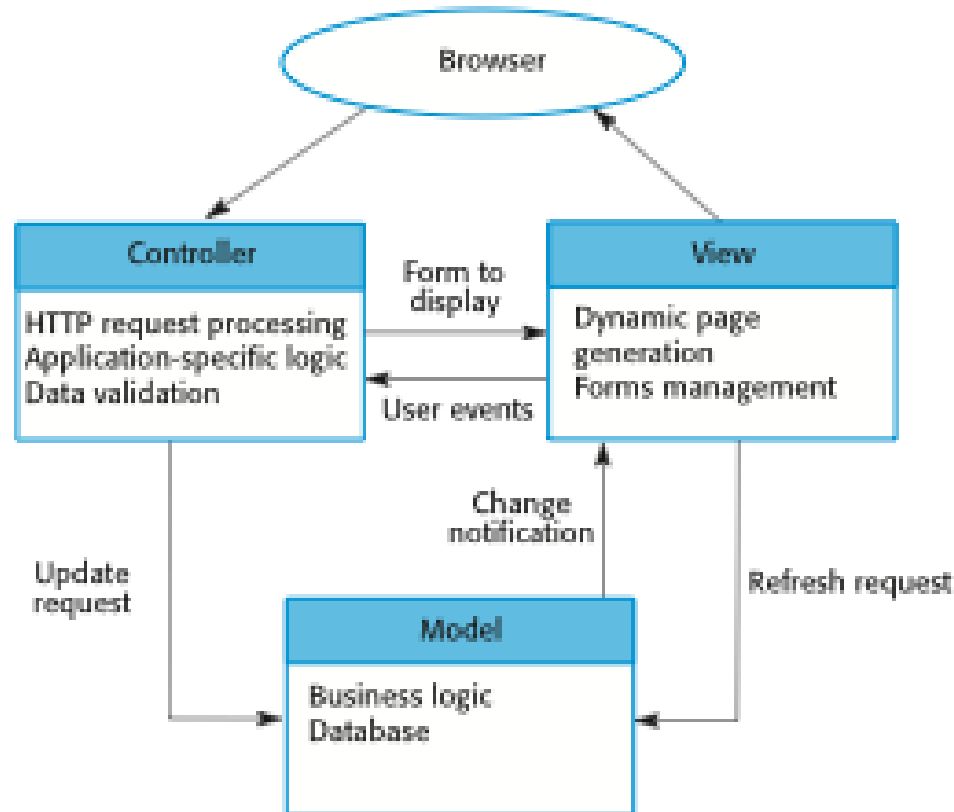 Browser
Controller
HTTP request processing
Application-specific logic
Data validation
Form to
display
User events
View
Dynamic page
generation
Forms management
Update
request
Change
notification
Refresh request
Model
Business logic
Database